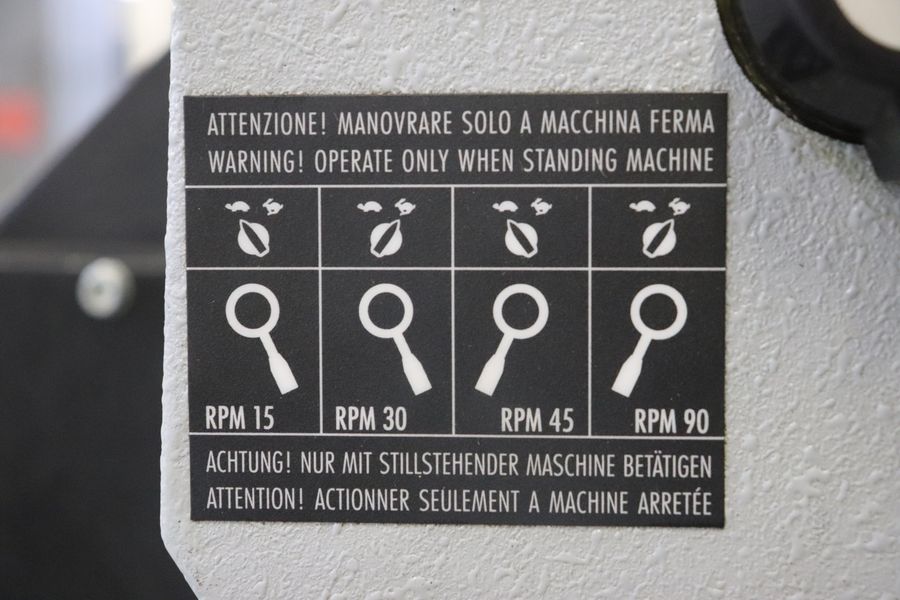 ATTENZIONE! MANOVRARE SOLO A MACCHINA FERMA
WARNING! OPERATE ONLY WHEN STANDING MACHINE
RPM 15 RPM 30 RPM 45 RPM 90
ACHTUNG! NUR MIT STILLSTEHENDER MASCHINE BETÄTIGEN
ATTENTION! ACTIONNER SEULEMENT A MACHINE ARRETÉE